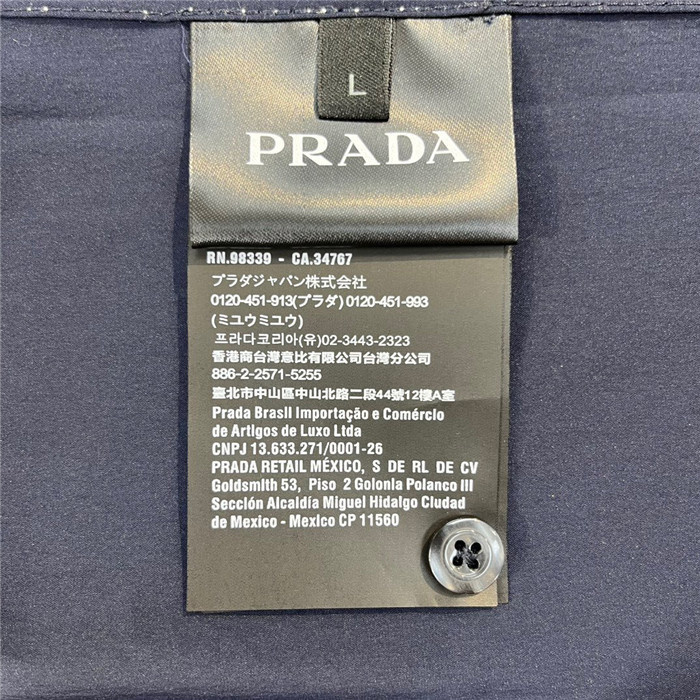 L
PRADA
RN.98339 - CA.34767
プラダジャパン株式会社
0120-451-913(プラダ) 0120-451-993
(ミユウミユウ)
프라다코리아(유)02-3443-2323
香港商台灣意比有限公司台灣分公司
886-2-2571-5255
臺北市中山區中山北路二段44號12樓A室
Prada Brasil Importação e Comércio
de Artigos de Luxo Ltda
CNPJ 13.633.271/0001-26
PRADA RETAIL MÉXICO, S DE RL DE CV
Goldsmith 53, Piso 2 Golonia Polanco III
Sección Alcaldía Miguel Hidalgo Ciudad
de Mexico - Mexico CP 11560